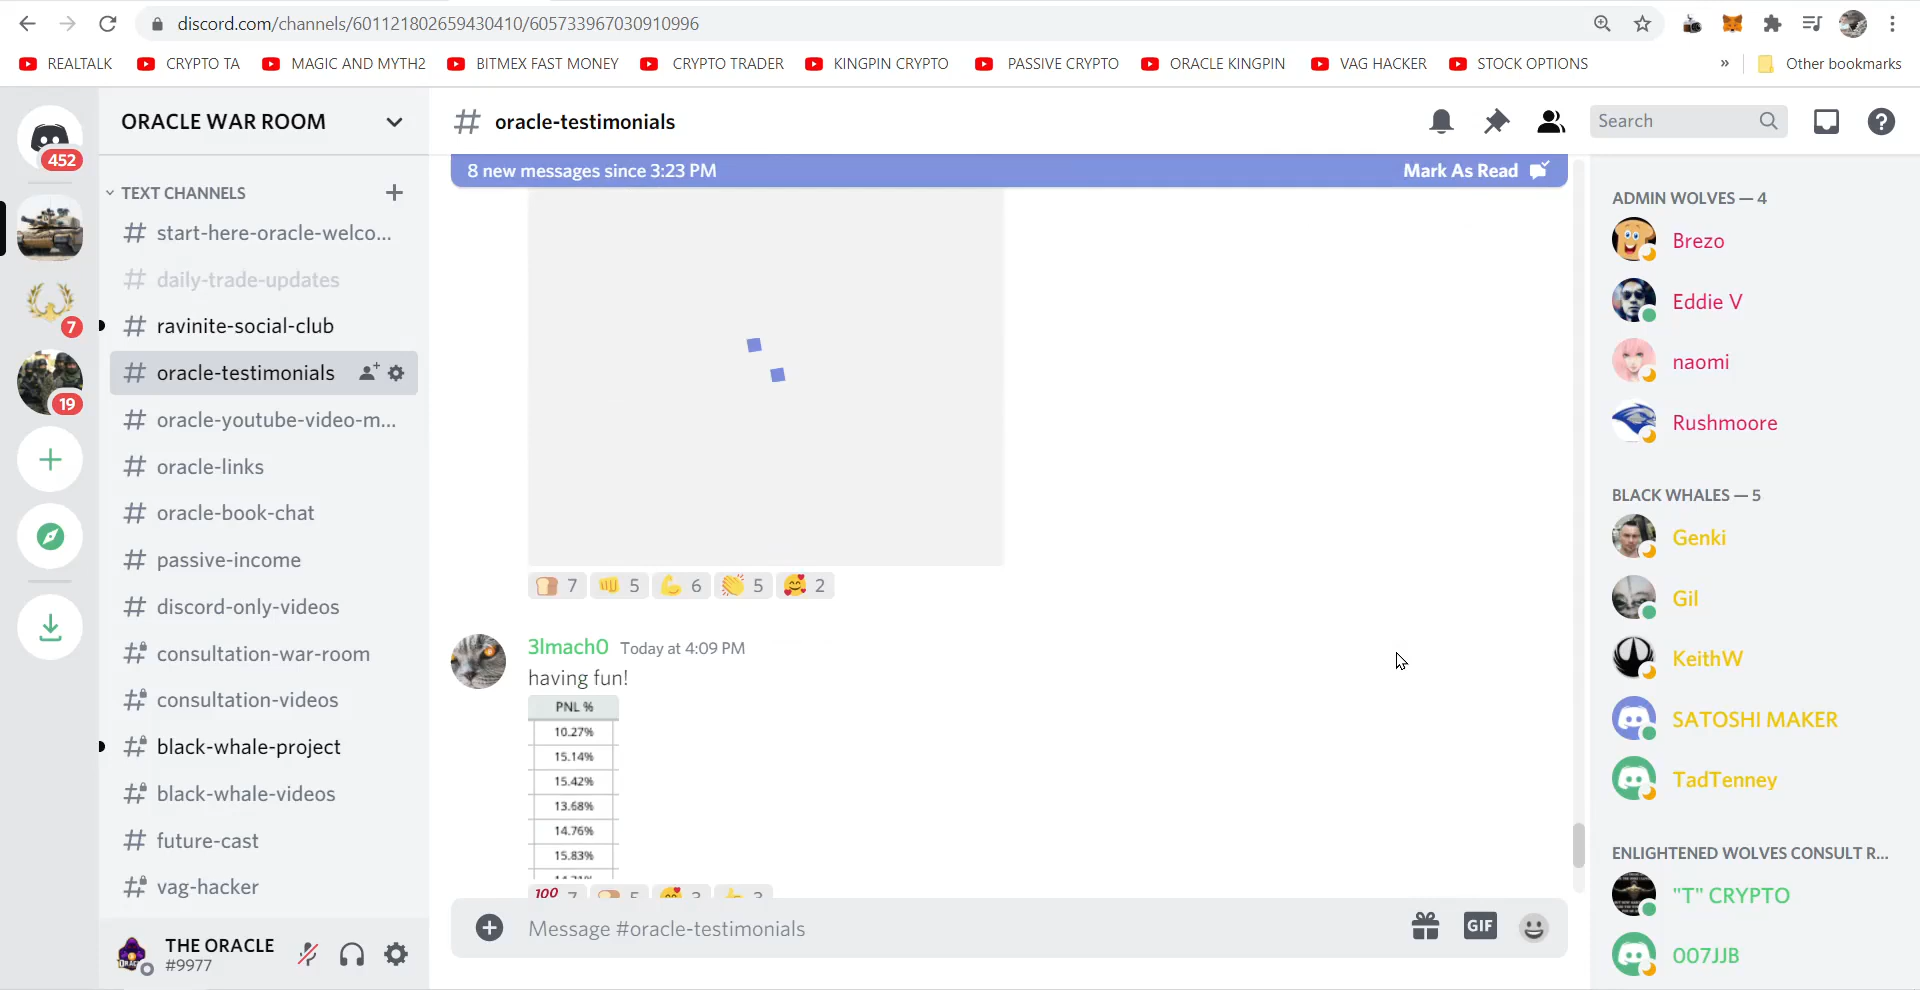 discord.com/channels/601121802659430410/605733967030910996
REALTALK CRYPTO TA MAGIC AND MYTH2 BITMEX FAST MONEY CRYPTO TRADER KINGPIN CRYPTO PASSIVE CRYPTO ORACLE KINGPIN VAG HACKER STOCK OPTIONS » Other bookmarks
452
7
19
ORACLE WAR ROOM
TEXT CHANNELS
start-here-oracle-welco...
daily-trade-updates
ravinite-social-club
oracle-testimonials
oracle-youtube-video-m...
oracle-links
oracle-book-chat
passive-income
discord-only-videos
consultation-war-room
consultation-videos
black-whale-project
black-whale-videos
future-cast
vag-hacker
THE ORACLE
#9977
# oracle-testimonials
Search
8 new messages since 3:23 PM Mark As Read
7 5 6 5 2
3lmach0 Today at 4:09 PM
having fun!
PNL %
10.27%
15.14%
15.42%
13.68%
14.76%
15.83%
100 7 5 3 3
Message #oracle-testimonials
GIF
ADMIN WOLVES — 4
Brezo
Eddie V
naomi
Rushmoore
BLACK WHALES — 5
Genki
Gil
KeithW
SATOSHI MAKER
TadTenney
ENLIGHTENED WOLVES CONSULT R...
"T" CRYPTO
007JJB